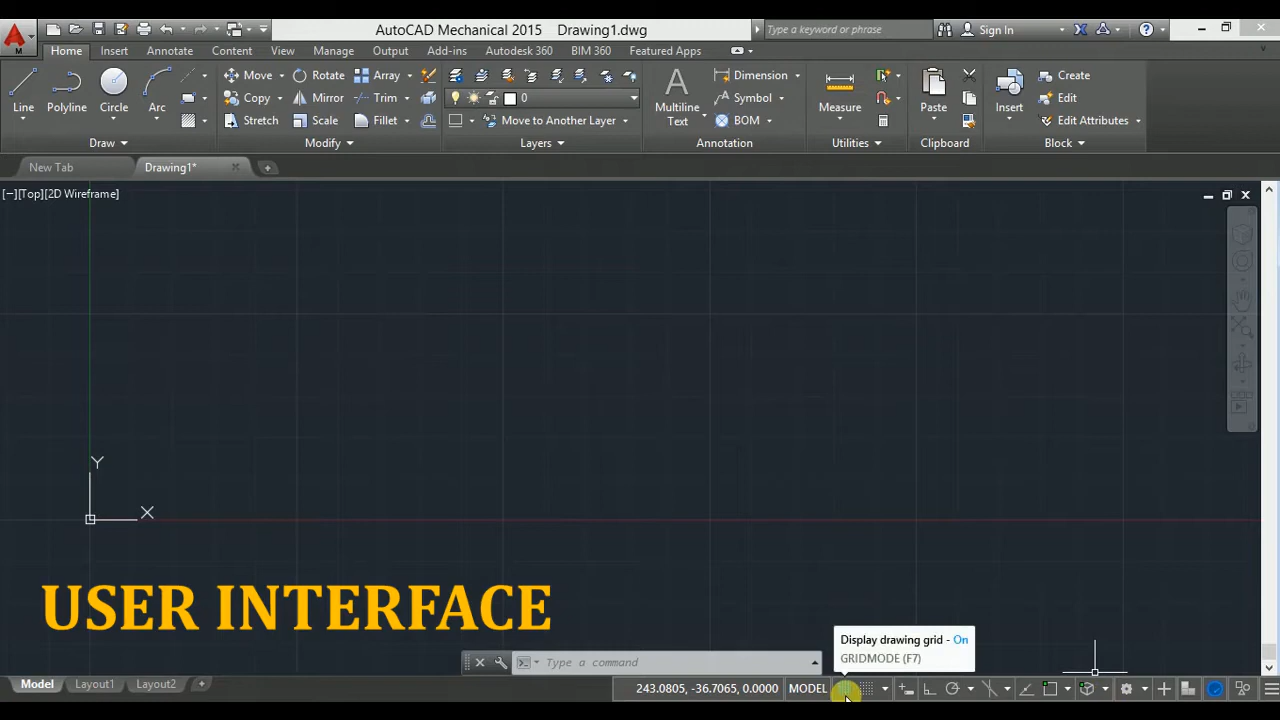 AutoCAD Mechanical 2015 Drawing1.dwg
Type a keyword or phrase
Sign In
M
Home Insert Annotate Content View Manage Output Add-ins Autodesk 360 BIM 360 Featured Apps
Line
Polyline
Circle
Arc
Draw
Move Rotate Array
Copy Mirror Trim
Stretch Scale Fillet
Modify
0
Move to Another Layer
Layers
Multiline
Text
Dimension
Symbol
BOM
Annotation
Measure
Utilities
Paste
Clipboard
Insert
Create
Edit
Edit Attributes
Block
New Tab Drawing1*
[−][Top][2D Wireframe]
Y
X
USER INTERFACE
Display drawing grid - On
GRIDMODE (F7)
Type a command
Model Layout1 Layout2
243.0805, -36.7065, 0.0000 MODEL